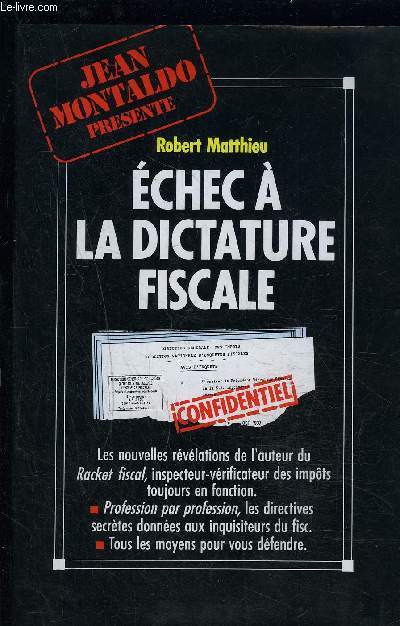 le-livre.com
JEAN
MONTALDO
PRESENTE
Robert Matthieu
ÉCHEC À
LA DICTATURE
FISCALE
CONFIDENTIEL
Les nouvelles révélations de l'auteur du
Racket fiscal, inspecteur-vérificateur des impôts
toujours en fonction.
■ Profession par profession, les directives
secrètes données aux inquisiteurs du fisc.
■ Tous les moyens pour vous défendre.